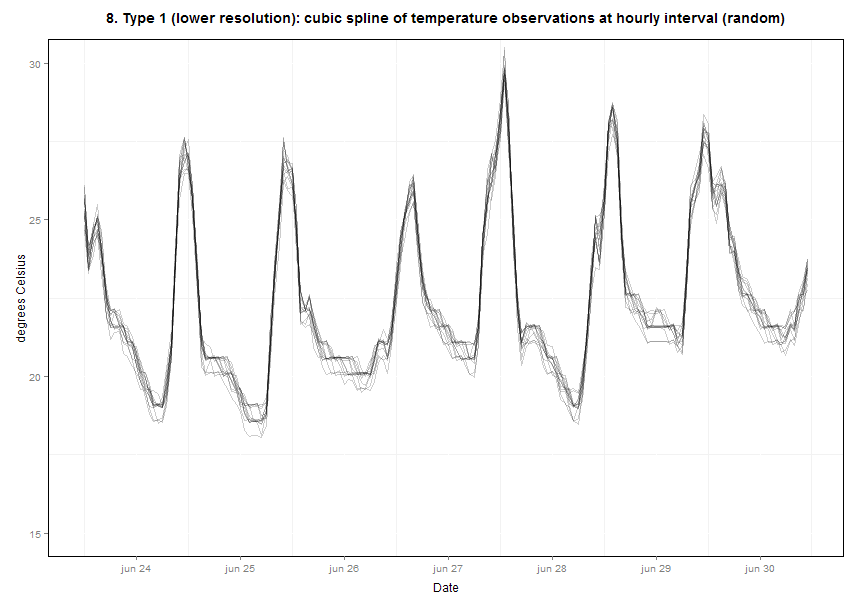 8. Type 1 (lower resolution): cubic spline of temperature observations at hourly interval (random)
degrees Celsius
30
25
20
15
jun 24
jun 25
jun 26
jun 27
jun 28
jun 29
jun 30
Date